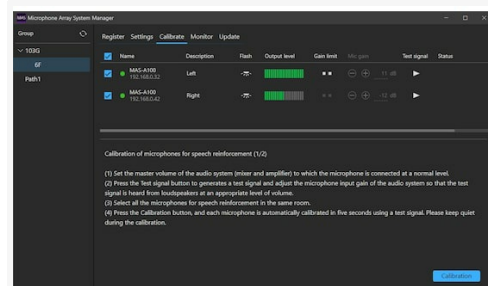 MAS Microphone Array System Manager
Group
Register Settings Calibrate Monitor Update
103G
6F
Path1
Name Description Flash Output level Gain limit Mic gain Test signal Status
MAS-A100 Left -11 dB
192.168.0.32
MAS-A100 Right dB
192.168.0.42
Calibration of microphones for speech reinforcement (1/2)
(1) Set the master volume of the audio system (mixer and amplifier) to which the microphone is connected at a normal level.
(2) Press the Test signal button to generates a test signal and adjust the microphone input gain of the audio system so that the test
signal is heard from loudspeakers at an appropriate level of volume.
(3) Select all the microphones for speech reinforcement in the same room.
(4) Press the Calibration button, and each microphone is automatically calibrated in five seconds using a test signal. Please keep quiet
during the calibration.
Calibration